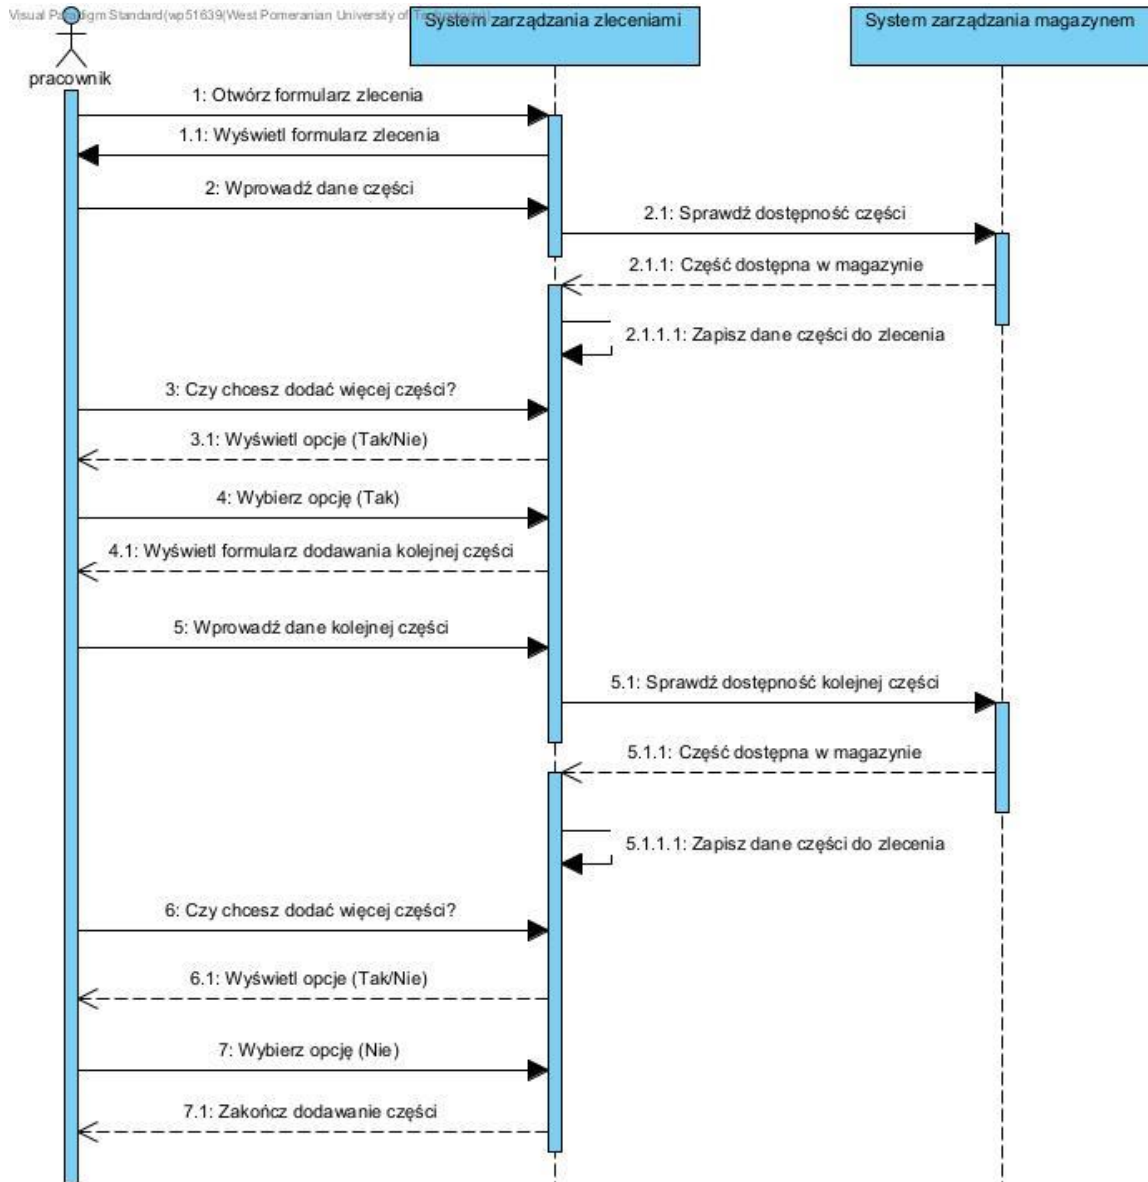 Visual Paradigm Standard(wp51639(West Pomeranian University of
System zarządzania zleceniami
System zarządzania magazynem
pracownik
1: Otwórz formularz zlecenia
1.1: Wyświetl formularz zlecenia
2: Wprowadź dane części
2.1: Sprawdź dostępność części
2.1.1: Część dostępna w magazynie
2.1.1.1: Zapisz dane części do zlecenia
3: Czy chcesz dodać więcej części?
3.1: Wyświetl opcje (Tak/Nie)
4: Wybierz opcję (Tak)
4.1: Wyświetl formularz dodawania kolejnej części
5: Wprowadź dane kolejnej części
5.1: Sprawdź dostępność kolejnej części
5.1.1: Część dostępna w magazynie
5.1.1.1: Zapisz dane części do zlecenia
6: Czy chcesz dodać więcej części?
6.1: Wyświetl opcje (Tak/Nie)
7: Wybierz opcję (Nie)
7.1: Zakończ dodawanie części